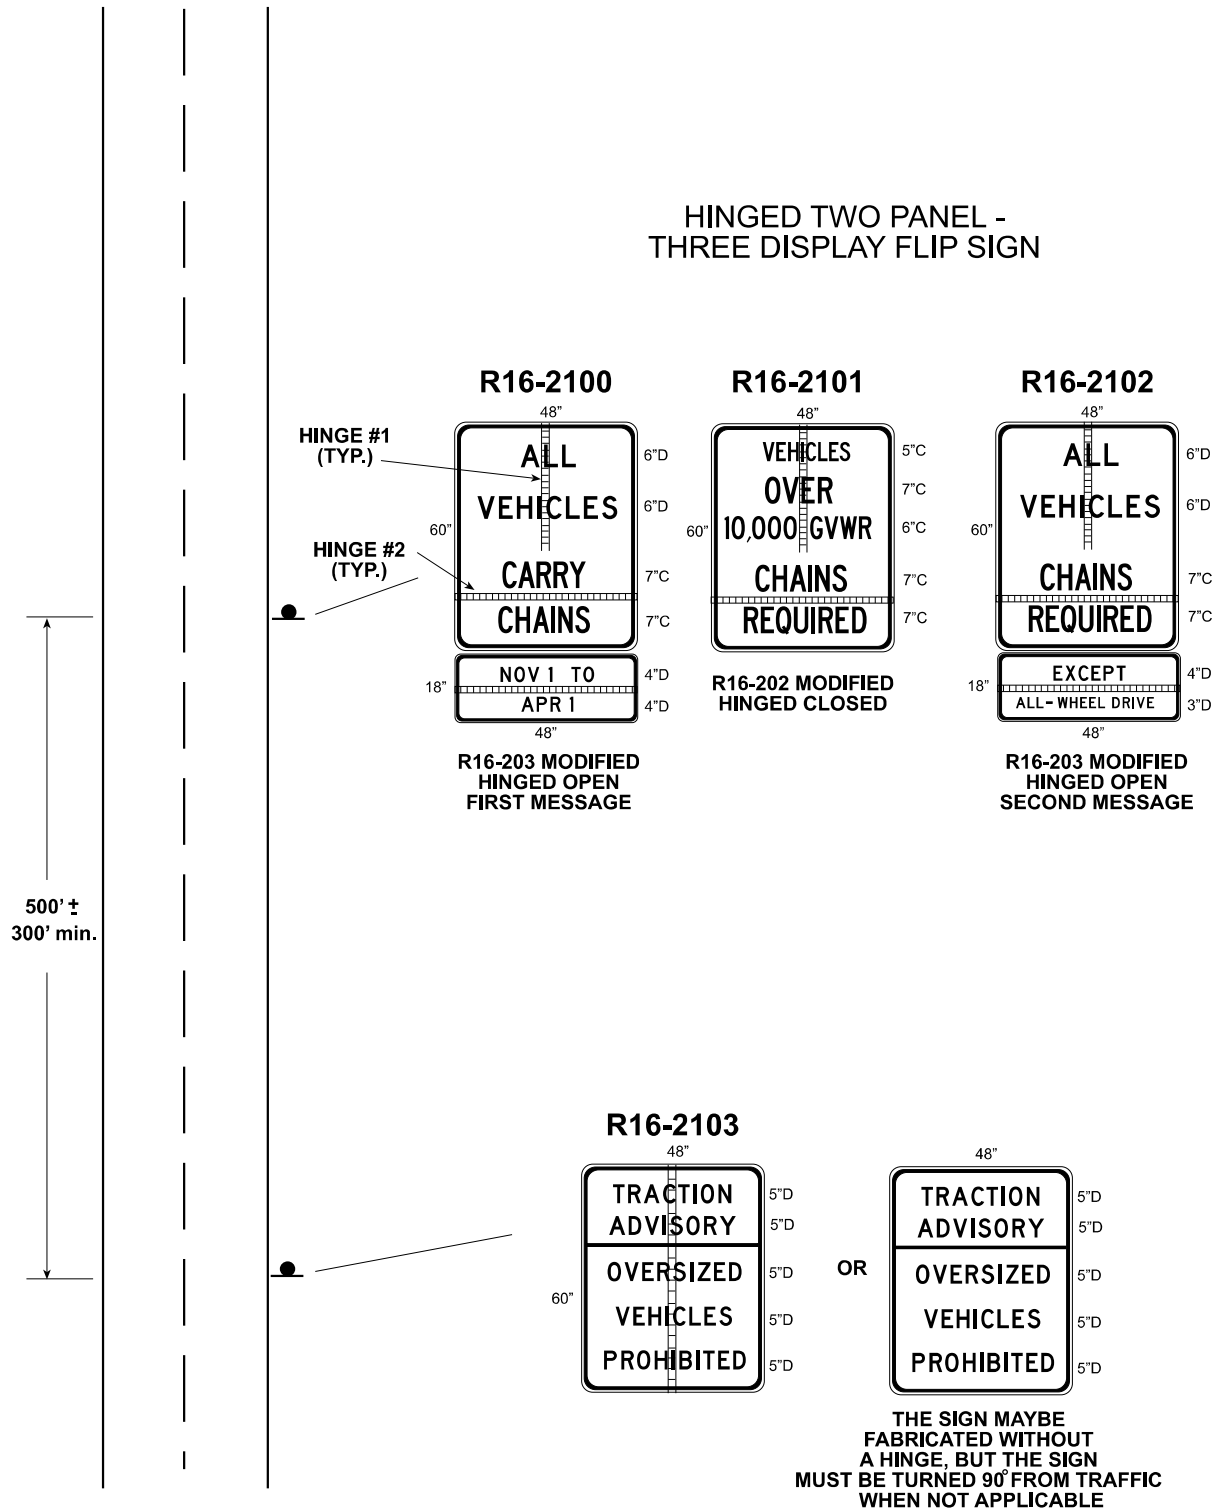 HINGED TWO PANEL -
THREE DISPLAY FLIP SIGN
R16-2100
48”
HINGE #1
(TYP.)
HINGE #2
(TYP.)
60”
ALL
6”D
VEHICLES
6”D
CARRY
7”C
CHAINS
7”C
18”
NOV 1 TO
4”D
APR 1
4”D
48”
R16-203 MODIFIED
HINGED OPEN
FIRST MESSAGE
R16-2101
48”
60”
VEHICLES
5”C
OVER
7”C
10,000 GVWR
6”C
CHAINS
7”C
REQUIRED
7”C
R16-202 MODIFIED
HINGED CLOSED
R16-2102
48”
60”
ALL
6”D
VEHICLES
6”D
CHAINS
7”C
REQUIRED
7”C
18”
EXCEPT
4”D
ALL-WHEEL DRIVE
3”D
48”
R16-203 MODIFIED
HINGED OPEN
SECOND MESSAGE
500’ ±
300’ min.
R16-2103
48”
60”
TRACTION
5”D
ADVISORY
5”D
OVERSIZED
5”D
VEHICLES
5”D
PROHIBITED
5”D
OR
48”
TRACTION
5”D
ADVISORY
5”D
OVERSIZED
5”D
VEHICLES
5”D
PROHIBITED
5”D
THE SIGN MAYBE
FABRICATED WITHOUT
A HINGE, BUT THE SIGN
MUST BE TURNED 90° FROM TRAFFIC
WHEN NOT APPLICABLE